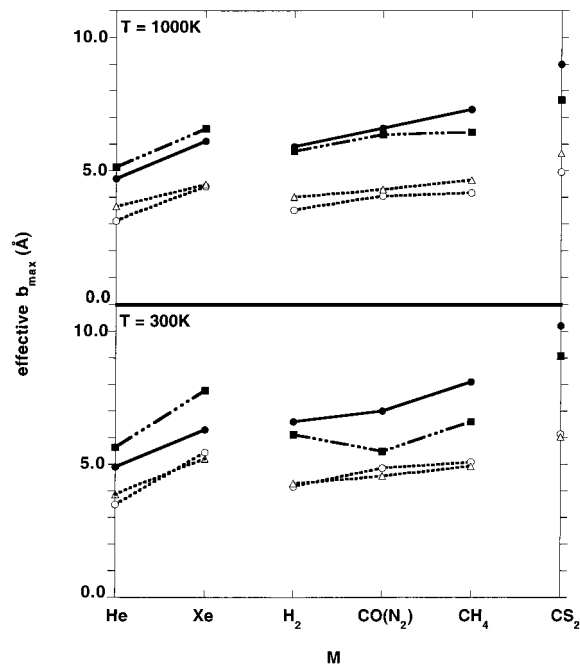 10.0
T = 1000K
5.0
0.0
effective b_max (Å)
T = 300K
10.0
5.0
0.0
He Xe H₂ CO(N₂) CH₄ CS₂
M